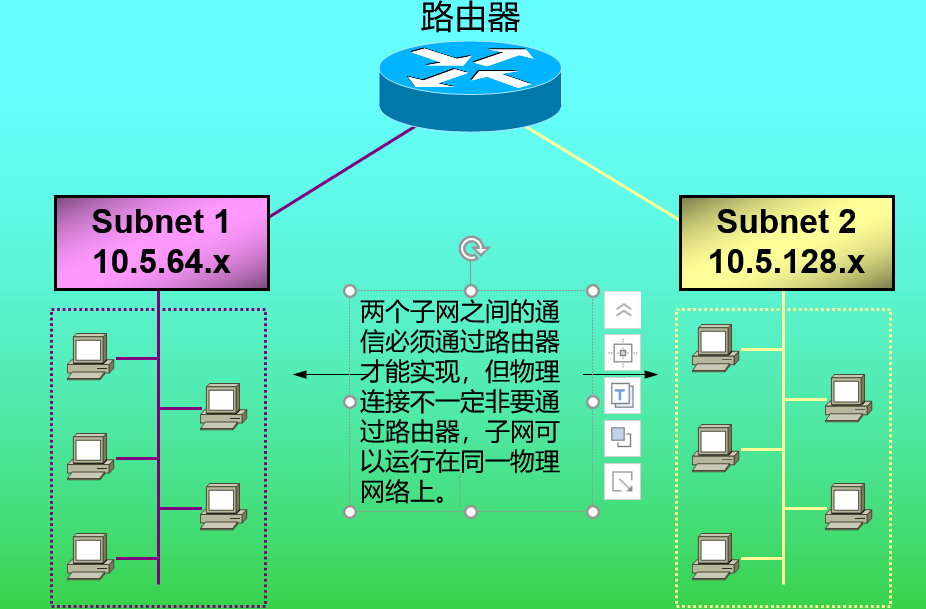 路由器
Subnet 1
10.5.64.x
Subnet 2
10.5.128.x
两个子网之间的通
信必须通过路由器
才能实现，但物理
连接不一定非要通
过路由器，子网可
以运行在同一物理
网络上。
T